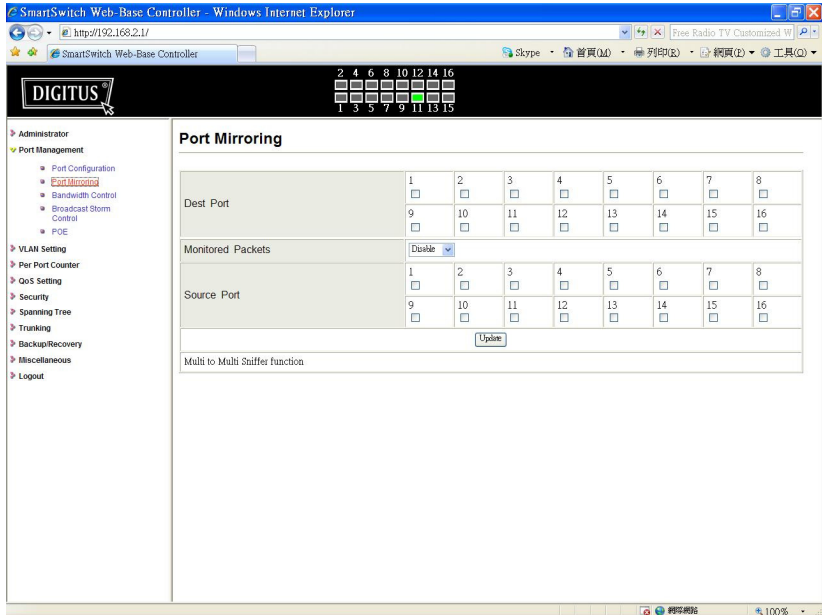 SmartSwitch Web-Base Controller - Windows Internet Explorer
http://192.168.2.1/
Free Radio TV Customized W
SmartSwitch Web-Base Controller
Skype
首頁(M)
列印(R)
網頁(P)
工具(O)
DIGITUS
2 4 6 8 10 12 14 16
1 3 5 7 9 11 13 15
Administrator
Port Management
Port Configuration
Port Mirroring
Bandwidth Control
Broadcast Storm
Control
POE
VLAN Setting
Per Port Counter
QoS Setting
Security
Spanning Tree
Trunking
Backup/Recovery
Miscellaneous
Logout
Port Mirroring
Dest Port
1 2 3 4 5 6 7 8
9 10 11 12 13 14 15 16
Monitored Packets
Disable
Source Port
1 2 3 4 5 6 7 8
9 10 11 12 13 14 15 16
Update
Multi to Multi Sniffer function
網際網路
100%